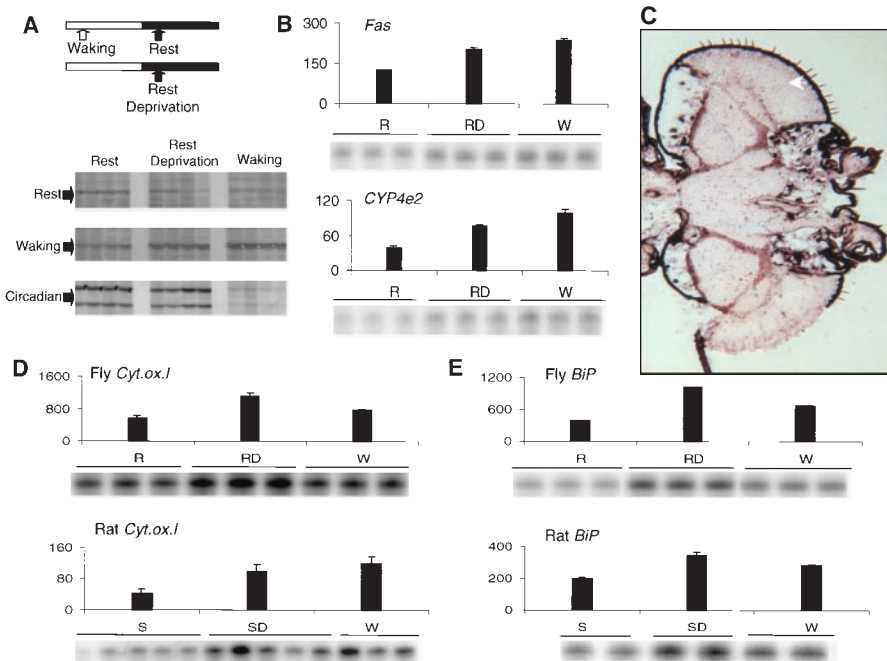 A
Waking
Rest
Rest
Deprivation
Rest
Rest
Deprivation
Waking
Rest
Waking
Circadian
B
Fas
300
150
0
R
RD
W
CYP4e2
120
60
0
R
RD
W
C
D
Fly Cyt.ox.I
1600
800
0
R
RD
W
Rat Cyt.ox.I
160
80
0
S
SD
W
E
Fly BiP
1200
600
0
R
RD
W
Rat BiP
400
200
0
S
SD
W